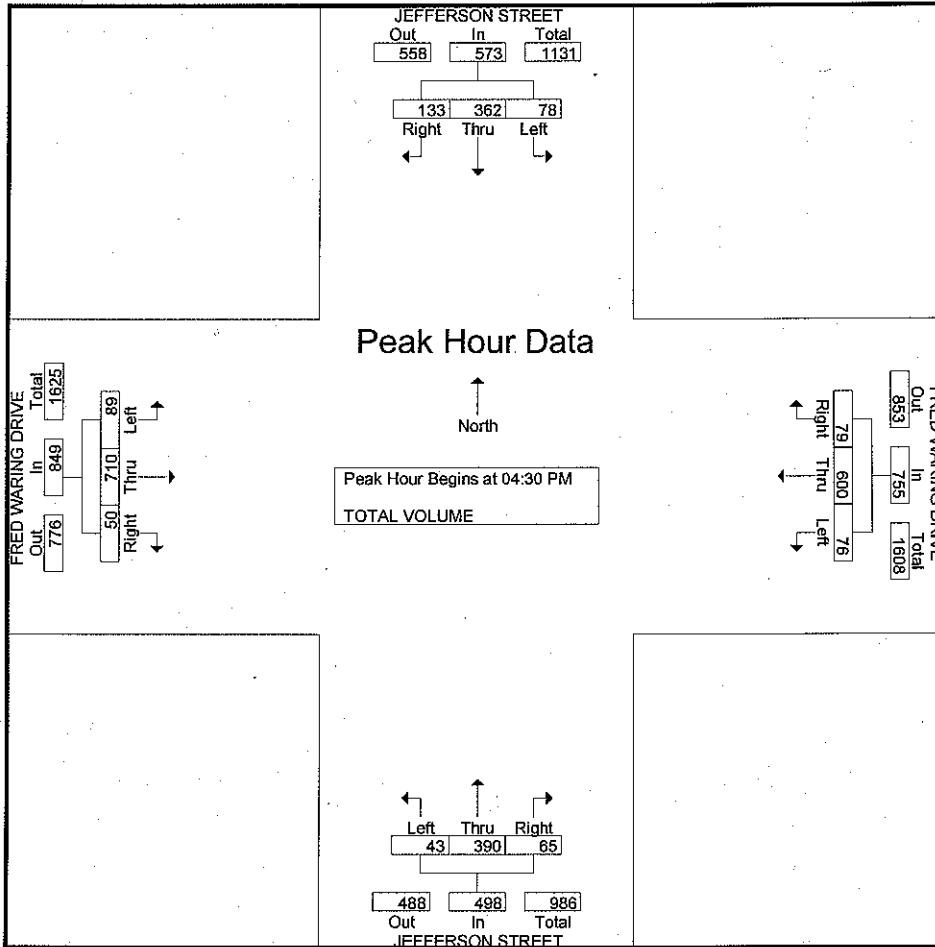 JEFFERSON STREET
Out In Total
558 573 1131
133 362 78
Right Thru Left
Peak Hour Data
North
Peak Hour Begins at 04:30 PM
TOTAL VOLUME
FRED WARING DRIVE
Out In Total
776 849 1625
Left Thru Right
89 710 50
Right Thru Left
79 600 76
Out In Total
853 755 1608
FRED WARING DRIVE
Left Thru Right
43 390 65
488 498 986
Out In Total
JEFFERSON STREET